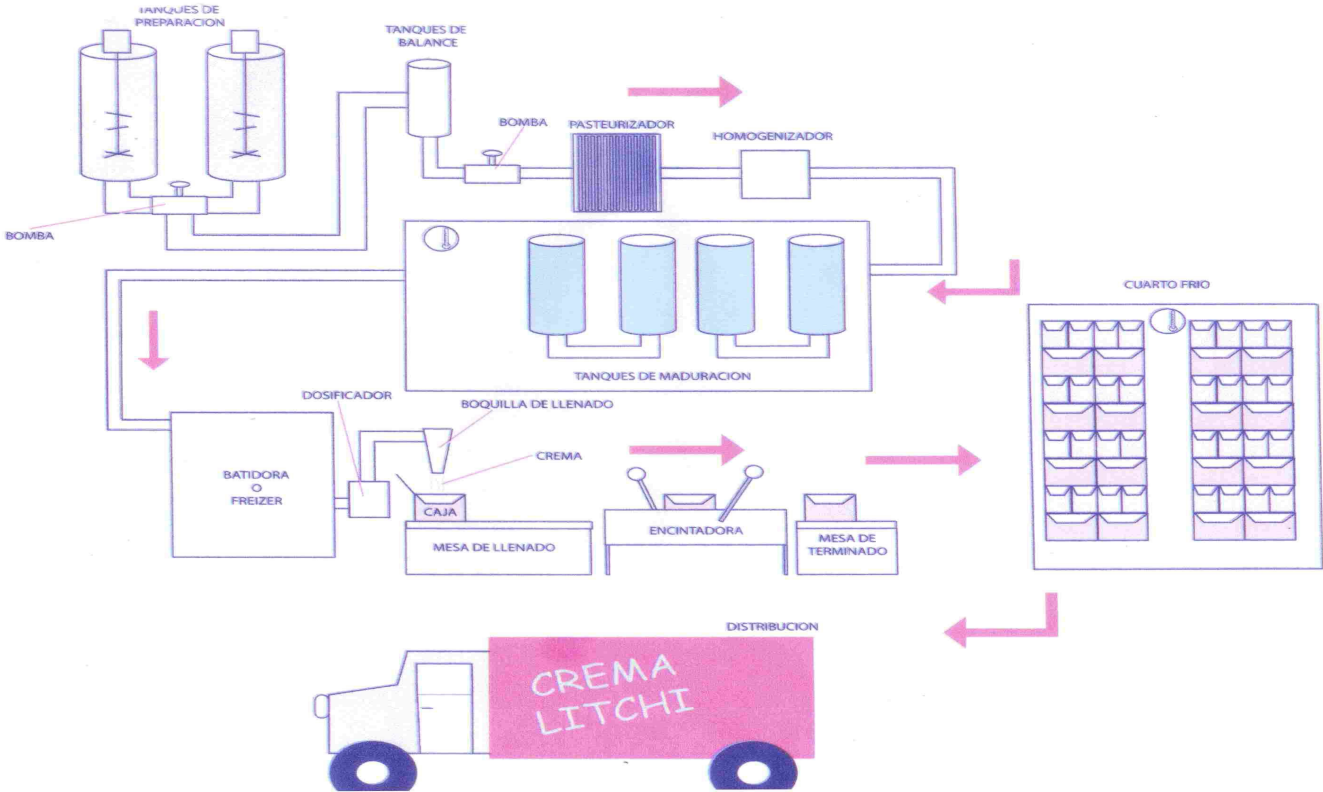 TANQUES DE
PREPARACION
TANQUES DE
BALANCE
BOMBA
PASTEURIZADOR
HOMOGENIZADOR
BOMBA
CUARTO FRIO
TANQUES DE MADURACION
DOSIFICADOR
BOQUILLA DE LLENADO
CREMA
BATIDORA
O
FREIZER
CAJA
MESA DE LLENADO
ENCINTADORA
MESA DE
TERMINADO
DISTRIBUCION
CREMA
LITCHI